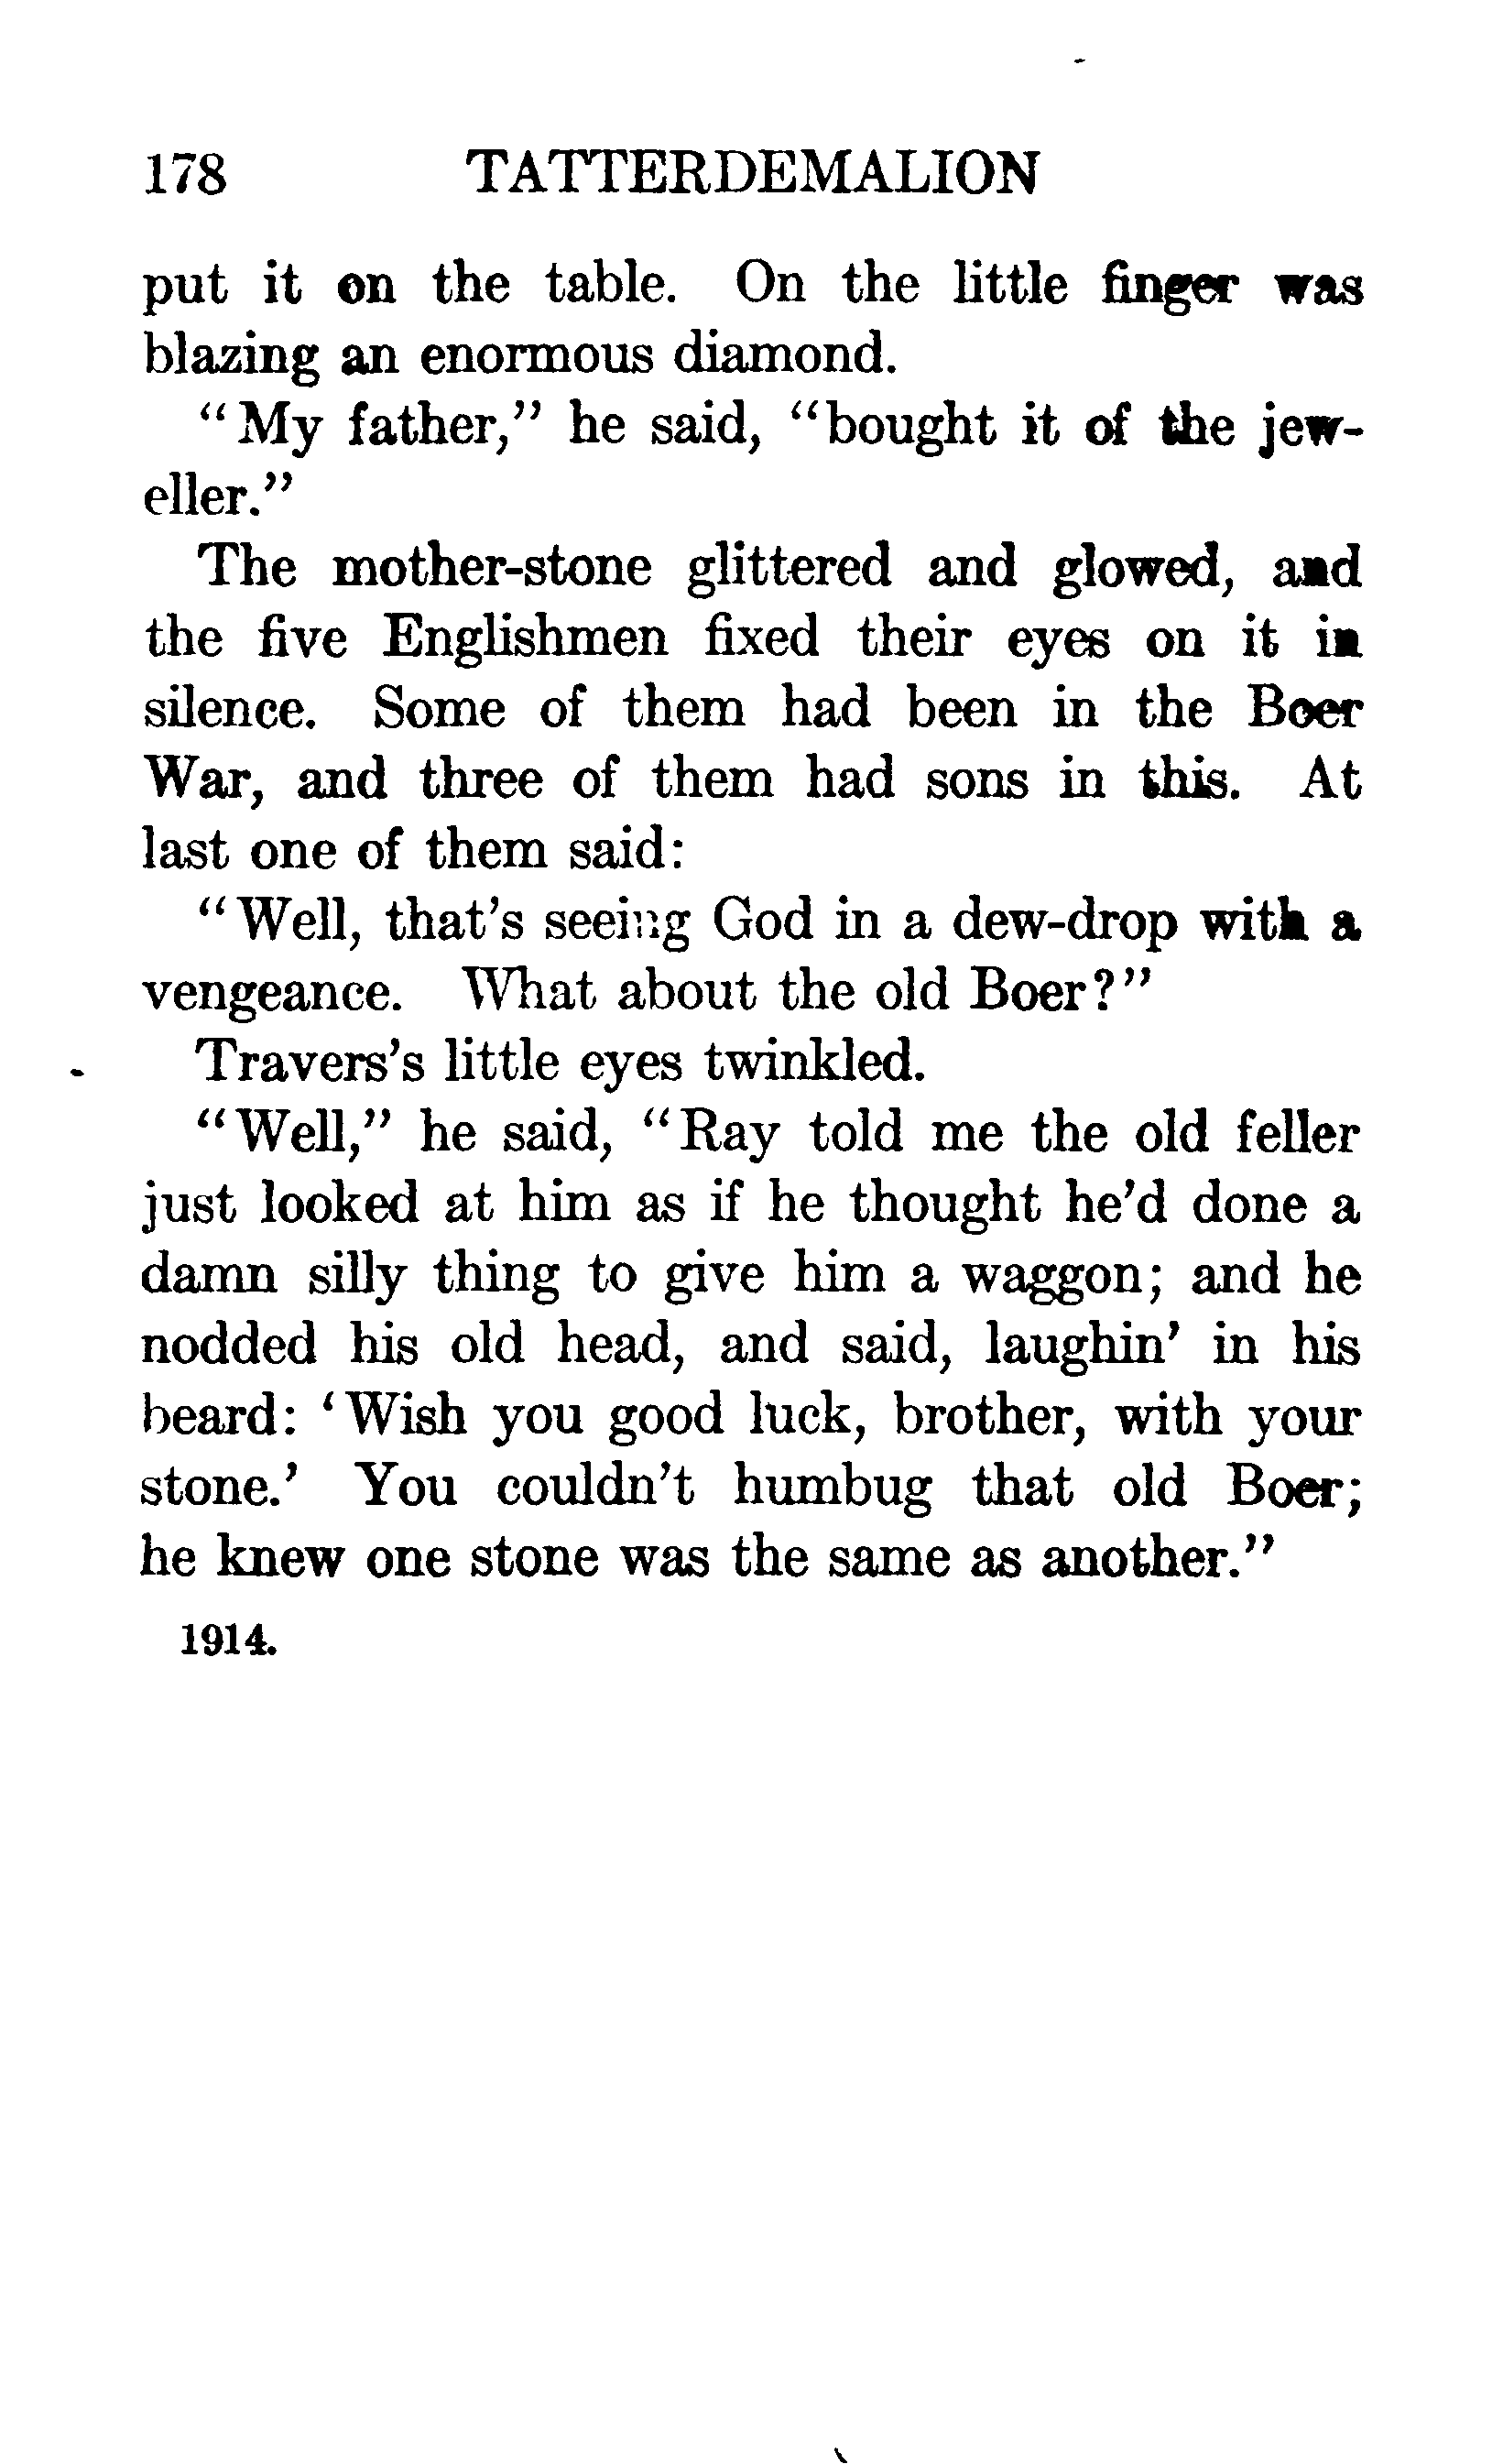 178 TATTERDEMALION
put it on the table. On the little finger was
blazing an enormous diamond.
"My father," he said, "bought it of the jew-
eller."
The mother-stone glittered and glowed, and
the five Englishmen fixed their eyes on it in
silence. Some of them had been in the Boer
War, and three of them had sons in this. At
last one of them said:
"Well, that's seeing God in a dew-drop with a
vengeance. What about the old Boer?"
Travers's little eyes twinkled.
"Well," he said, "Ray told me the old feller
just looked at him as if he thought he'd done a
damn silly thing to give him a waggon; and he
nodded his old head, and said, laughin' in his
beard: 'Wish you good luck, brother, with your
stone.' You couldn't humbug that old Boer;
he knew one stone was the same as another."
1914.